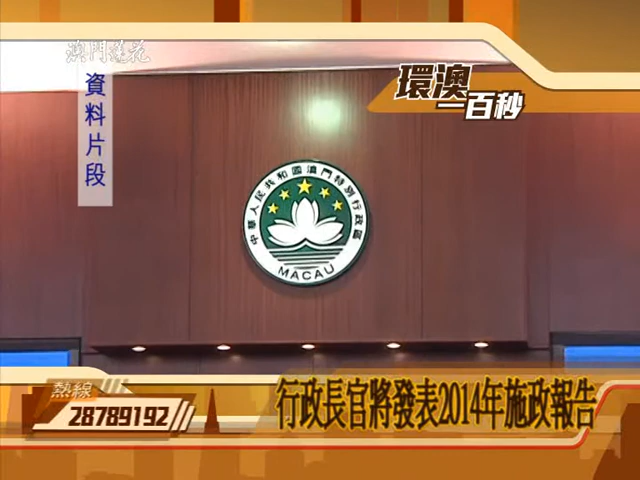 澳門蓮花
資料片段
環澳
一百秒
中華人民共和國澳門特別行政區
MACAU
熱線
28789192
行政長官將發表2014年施政報告